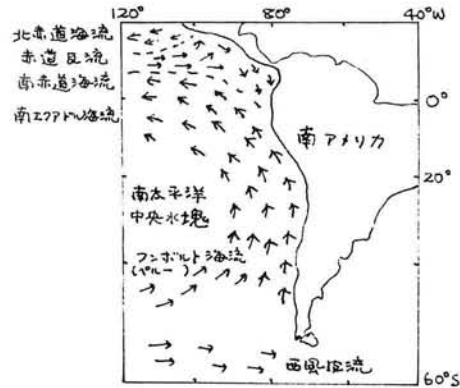 120°
80°
40°W
北赤道海流
赤道反流
南赤道海流
0°
南エクアドル海流
南アメリカ
20°
南太平洋
中央水塊
フンボルト海流
(ペルー)
西風皮流
60°S